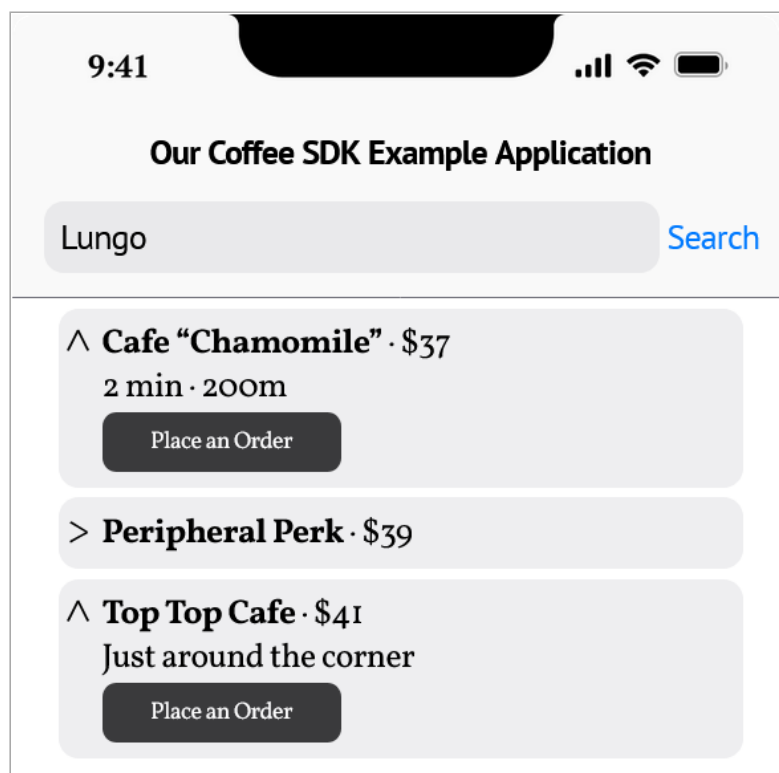 9:41
Our Coffee SDK Example Application
Lungo Search
^ Cafe “Chamomile” · $37
2 min · 200m
Place an Order
> Peripheral Perk · $39
^ Top Top Cafe · $41
Just around the corner
Place an Order